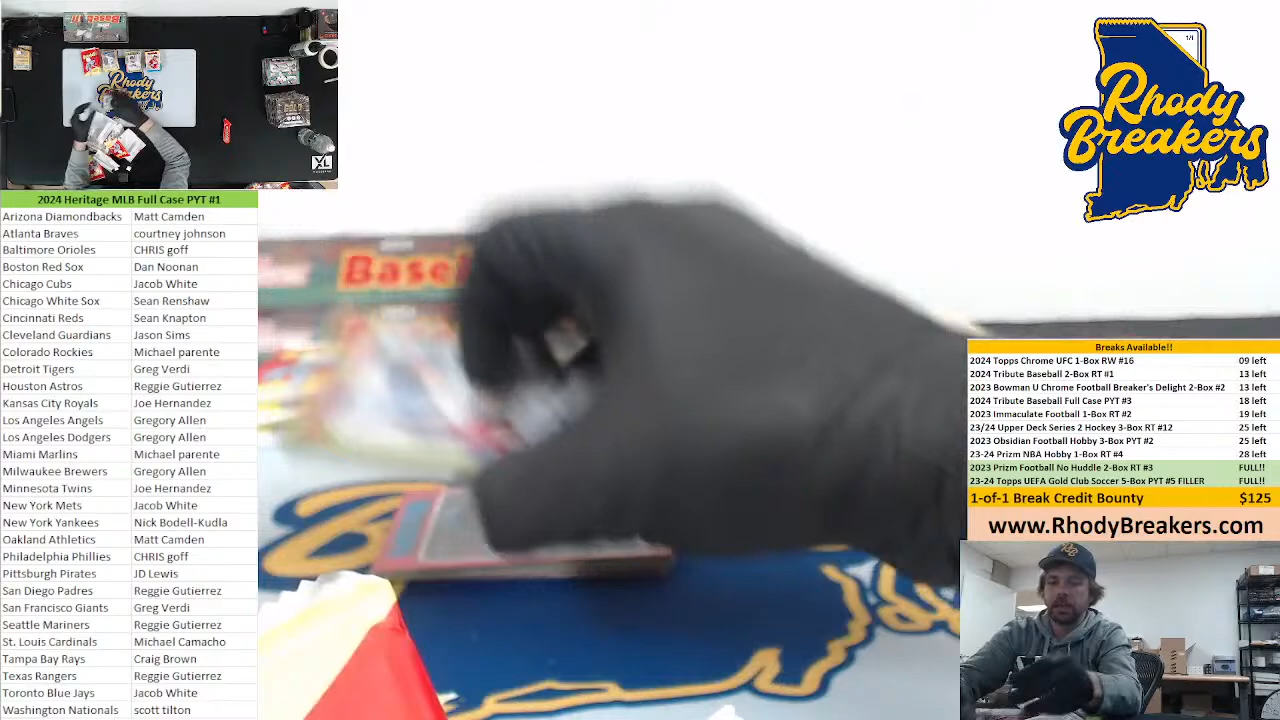 Rhody
Breakers
XL
2024 Heritage MLB Full Case PYT #1
Arizona Diamondbacks Matt Camden
Atlanta Braves courtney johnson
Baltimore Orioles CHRIS goff
Boston Red Sox Dan Noonan
Chicago Cubs Jacob White
Chicago White Sox Sean Renshaw
Cincinnati Reds Sean Knapton
Cleveland Guardians Jason Sims
Colorado Rockies Michael parente
Detroit Tigers Greg Verdi
Houston Astros Reggie Gutierrez
Kansas City Royals Joe Hernandez
Los Angeles Angels Gregory Allen
Los Angeles Dodgers Gregory Allen
Miami Marlins Michael parente
Milwaukee Brewers Gregory Allen
Minnesota Twins Joe Hernandez
New York Mets Jacob White
New York Yankees Nick Bodell-Kudla
Oakland Athletics Matt Camden
Philadelphia Phillies CHRIS goff
Pittsburgh Pirates JD Lewis
San Diego Padres Reggie Gutierrez
San Francisco Giants Greg Verdi
Seattle Mariners Reggie Gutierrez
St. Louis Cardinals Michael Camacho
Tampa Bay Rays Craig Brown
Texas Rangers Reggie Gutierrez
Toronto Blue Jays Jacob White
Washington Nationals scott tilton
1/1
Rhody
Breakers
Breaks Available!!
2024 Topps Chrome UFC 1-Box RW #16 09 left
2024 Tribute Baseball 2-Box RT #1 13 left
2023 Bowman U Chrome Football Breaker's Delight 2-Box #2 13 left
2024 Tribute Baseball Full Case PYT #3 18 left
2023 Immaculate Football 1-Box RT #2 19 left
23/24 Upper Deck Series 2 Hockey 3-Box RT #12 25 left
2023 Obsidian Football Hobby 3-Box PYT #2 25 left
23-24 Prizm NBA Hobby 1-Box RT #4 28 left
2023 Prizm Football No Huddle 2-Box RT #3 FULL!!
23-24 Topps UEFA Gold Club Soccer 5-Box PYT #5 FILLER FULL!!
1-of-1 Break Credit Bounty $125
www.RhodyBreakers.com